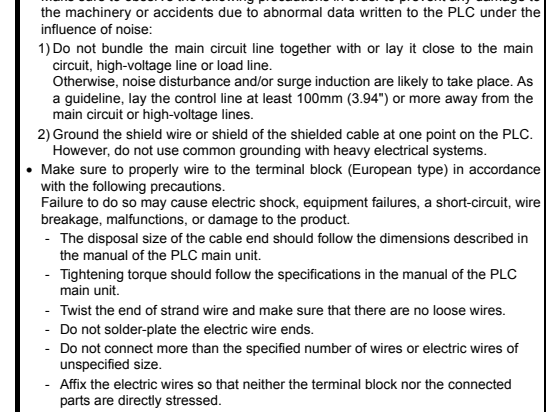 Make sure to observe the following precautions in order to prevent any damage to
the machinery or accidents due to abnormal data written to the PLC under the
influence of noise:
1) Do not bundle the main circuit line together with or lay it close to the main
circuit, high-voltage line or load line.
Otherwise, noise disturbance and/or surge induction are likely to take place. As
a guideline, lay the control line at least 100mm (3.94") or more away from the
main circuit or high-voltage lines.
2) Ground the shield wire or shield of the shielded cable at one point on the PLC.
However, do not use common grounding with heavy electrical systems.
• Make sure to properly wire to the terminal block (European type) in accordance
with the following precautions.
Failure to do so may cause electric shock, equipment failures, a short-circuit, wire
breakage, malfunctions, or damage to the product.
- The disposal size of the cable end should follow the dimensions described in
the manual of the PLC main unit.
- Tightening torque should follow the specifications in the manual of the PLC
main unit.
- Twist the end of strand wire and make sure that there are no loose wires.
- Do not solder-plate the electric wire ends.
- Do not connect more than the specified number of wires or electric wires of
unspecified size.
- Affix the electric wires so that neither the terminal block nor the connected
parts are directly stressed.